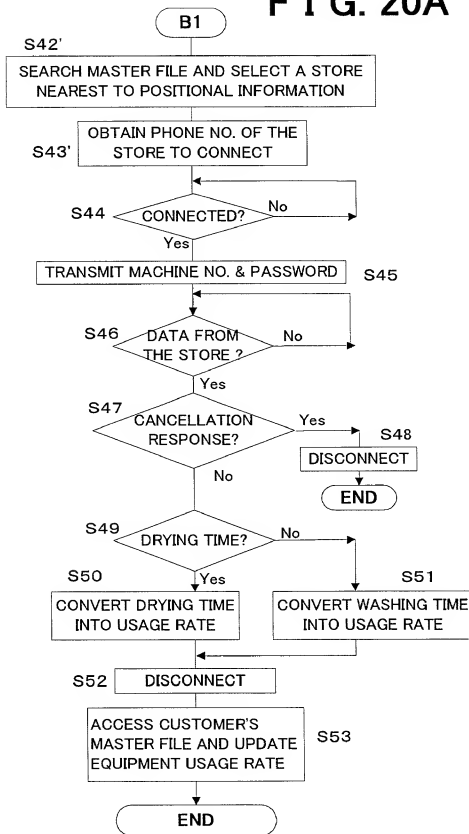 FIG. 20A
B1
S42'
SEARCH MASTER FILE AND SELECT A STORE
NEAREST TO POSITIONAL INFORMATION
OBTAIN PHONE NO. OF THE
STORE TO CONNECT
S43'
S44
CONNECTED?
No
Yes
TRANSMIT MACHINE NO. & PASSWORD
S45
S46
DATA FROM
THE STORE ?
No
Yes
S47
CANCELLATION
RESPONSE?
Yes
S48
DISCONNECT
END
No
S49
DRYING TIME?
No
Yes
S50
S51
CONVERT DRYING TIME
INTO USAGE RATE
CONVERT WASHING TIME
INTO USAGE RATE
S52
DISCONNECT
ACCESS CUSTOMER'S
MASTER FILE AND UPDATE
EQUIPMENT USAGE RATE
S53
END